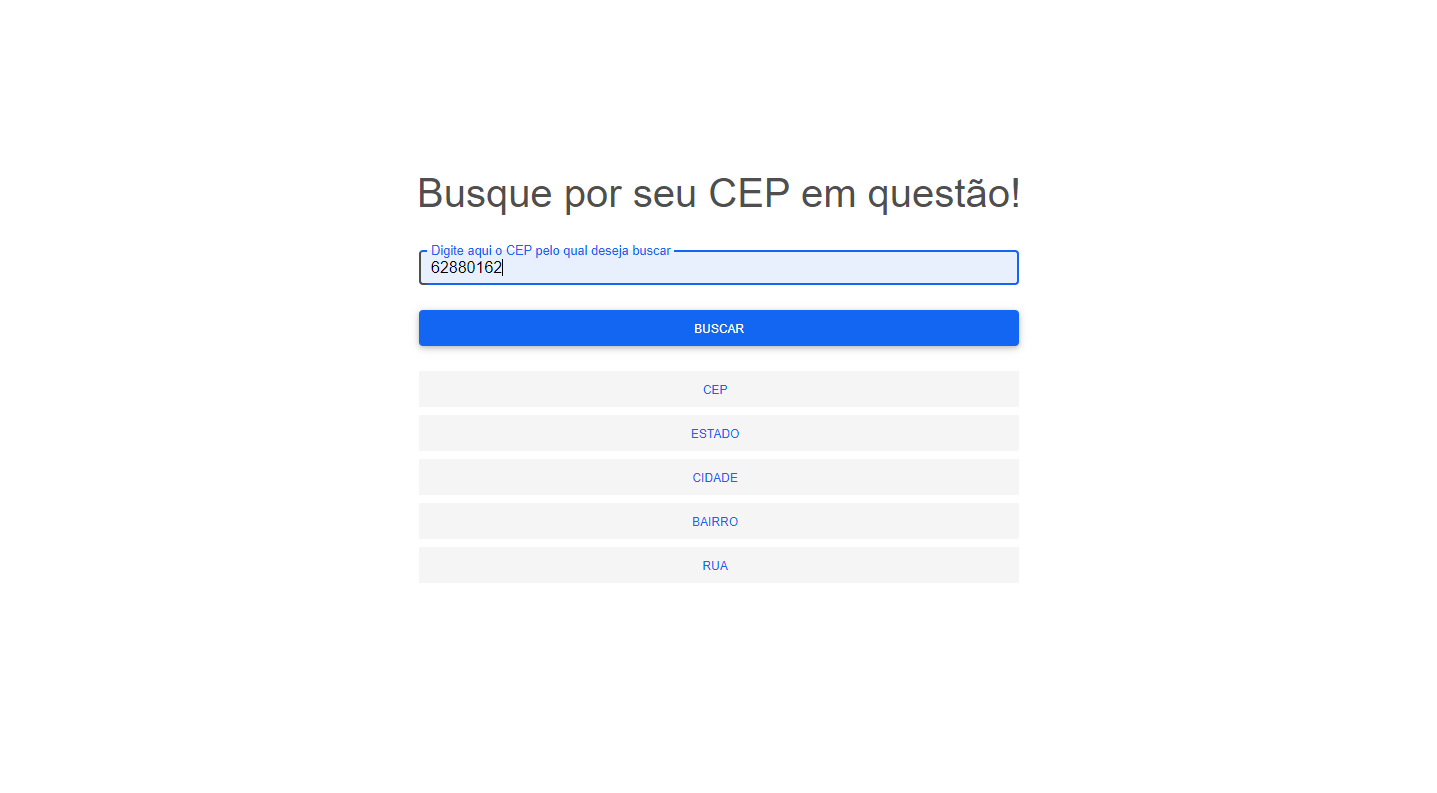 Busque por seu CEP em questão!
Digite aqui o CEP pelo qual deseja buscar
62880162
BUSCAR
CEP
ESTADO
CIDADE
BAIRRO
RUA